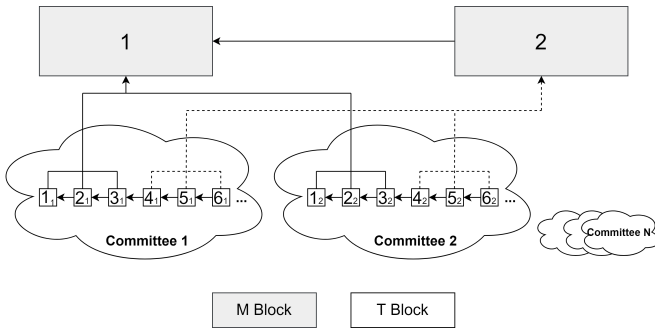 1
2
1₁ 2₁ 3₁ 4₁ 5₁ 6₁ ...
1₂ 2₂ 3₂ 4₂ 5₂ 6₂ ...
Committee 1
Committee 2
Committee N
M Block
T Block